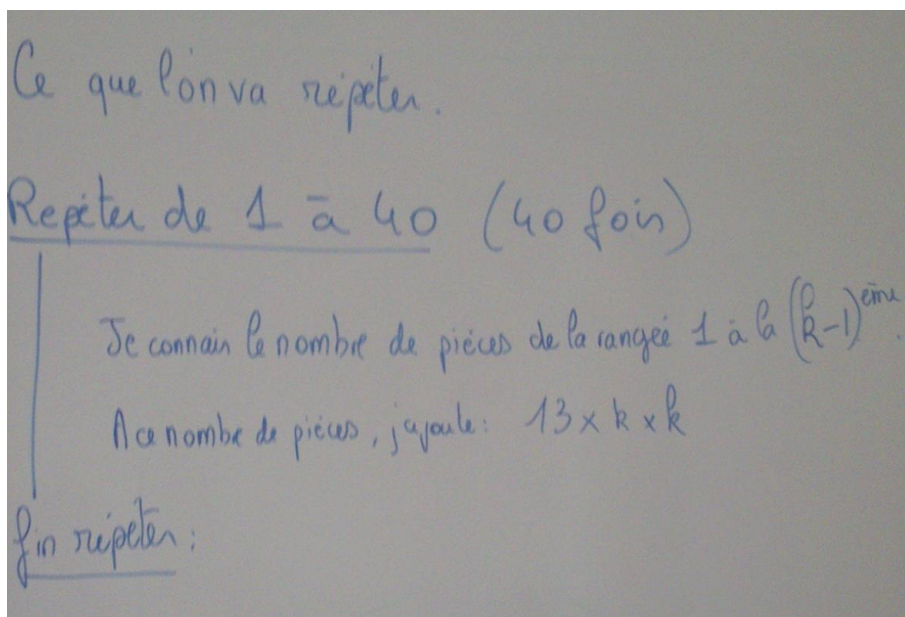 Ce que l'on va répéter.
Repéter de 1 à 40 (40 fois)
Je connais le nombre de pièces de la rangée 1 à la (k-1)ème.
A ce nombre de pièces, j'ajoute: 13 x k x k
fin répéter: